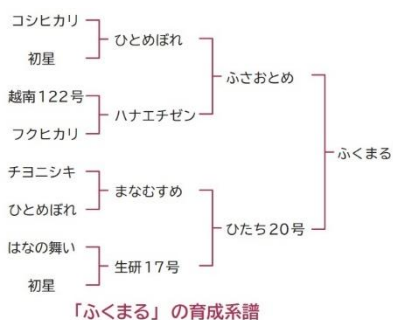 コシヒカリ
ひとめぼれ
初星
ふさおとめ
越南122号
ハナエチゼン
フクヒカリ
ふくまる
チヨニシキ
まなむすめ
ひとめぼれ
ひたち20号
はなの舞い
生研17号
初星
「ふくまる」の育成系譜